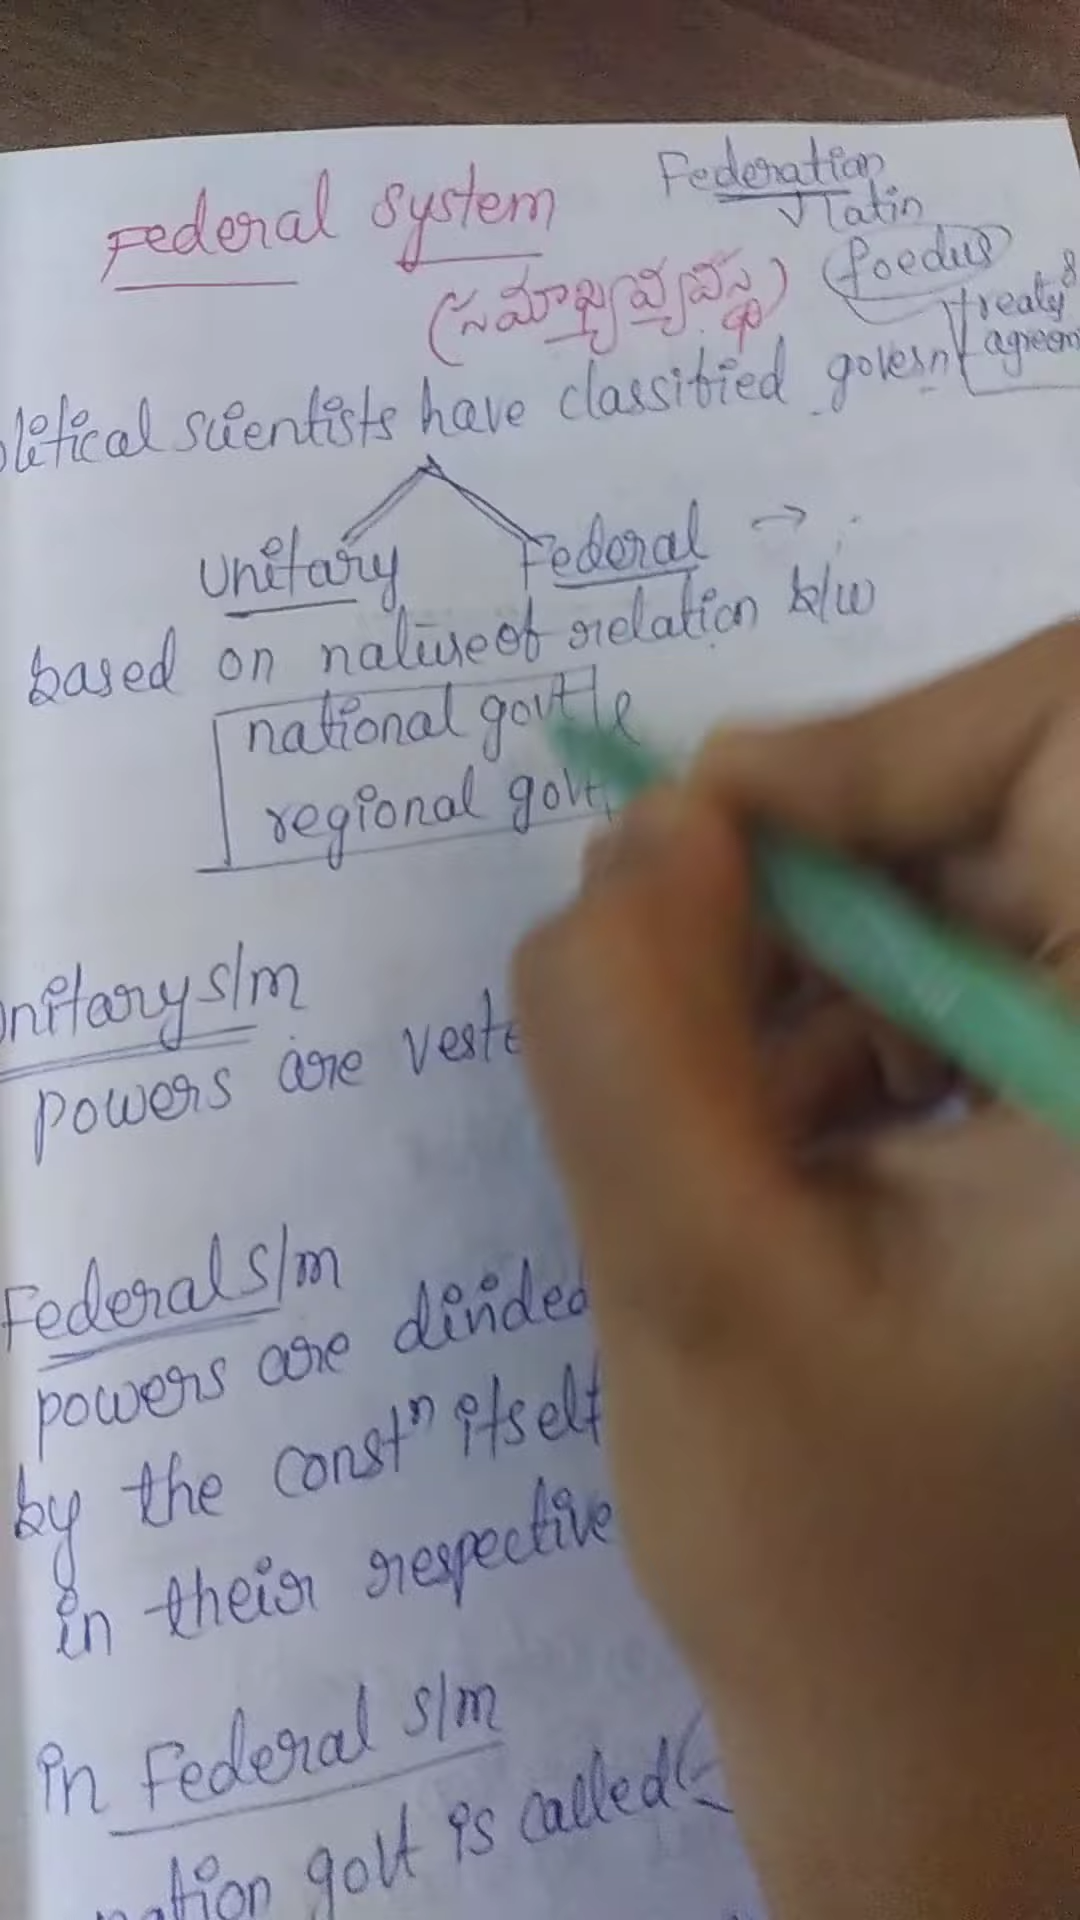 Federal System
Federation
Latin
foedus
(సమాఖ్య వ్యవస్థ)
treaty &
agreem
olitical scientists have classified govern
Unitary Federal →
based on nature of relation b/w
national govt &
regional govt
nitary s/m
powers are veste
Federal s/m
powers are divided
by the constⁿ itself
in their respective
in Federal s/m
nation govt is called